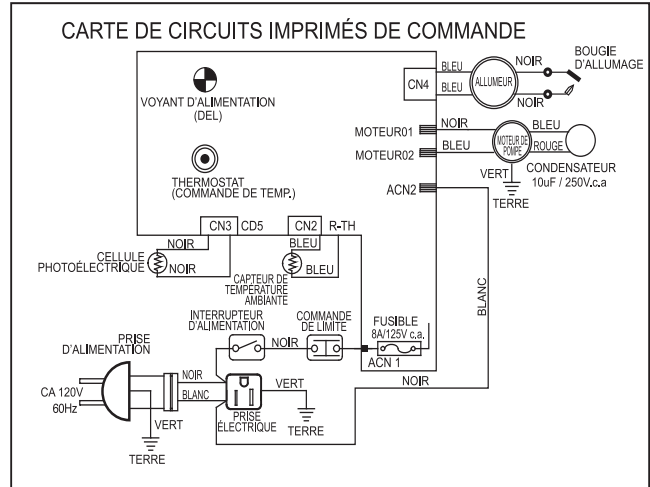 CARTE DE CIRCUITS IMPRIMÉS DE COMMANDE
VOYANT D'ALIMENTATION
(DEL)
THERMOSTAT
(COMMANDE DE TEMP.)
CN4
BLEU
BLEU
ALLUMEUR
NOIR
NOIR
BOUGIE
D'ALLUMAGE
MOTEUR01
NOIR
MOTEUR02
BLEU
MOTEUR DE
POMPE
BLEU
ROUGE
CONDENSATEUR
10uF / 250V.c.a
VERT
TERRE
ACN2
BLANC
CN3
CD5
CN2
R-TH
NOIR
NOIR
CELLULE
PHOTOÉLECTRIQUE
BLEU
BLEU
CAPTEUR DE
TEMPÉRATURE
AMBIANTE
INTERRUPTEUR
D'ALIMENTATION
NOIR
COMMANDE
DE LIMITE
FUSIBLE
8A/125V c.a.
ACN 1
NOIR
PRISE
D'ALIMENTATION
CA 120V
60Hz
NOIR
BLANC
VERT
TERRE
PRISE
ÉLECTRIQUE
VERT
TERRE